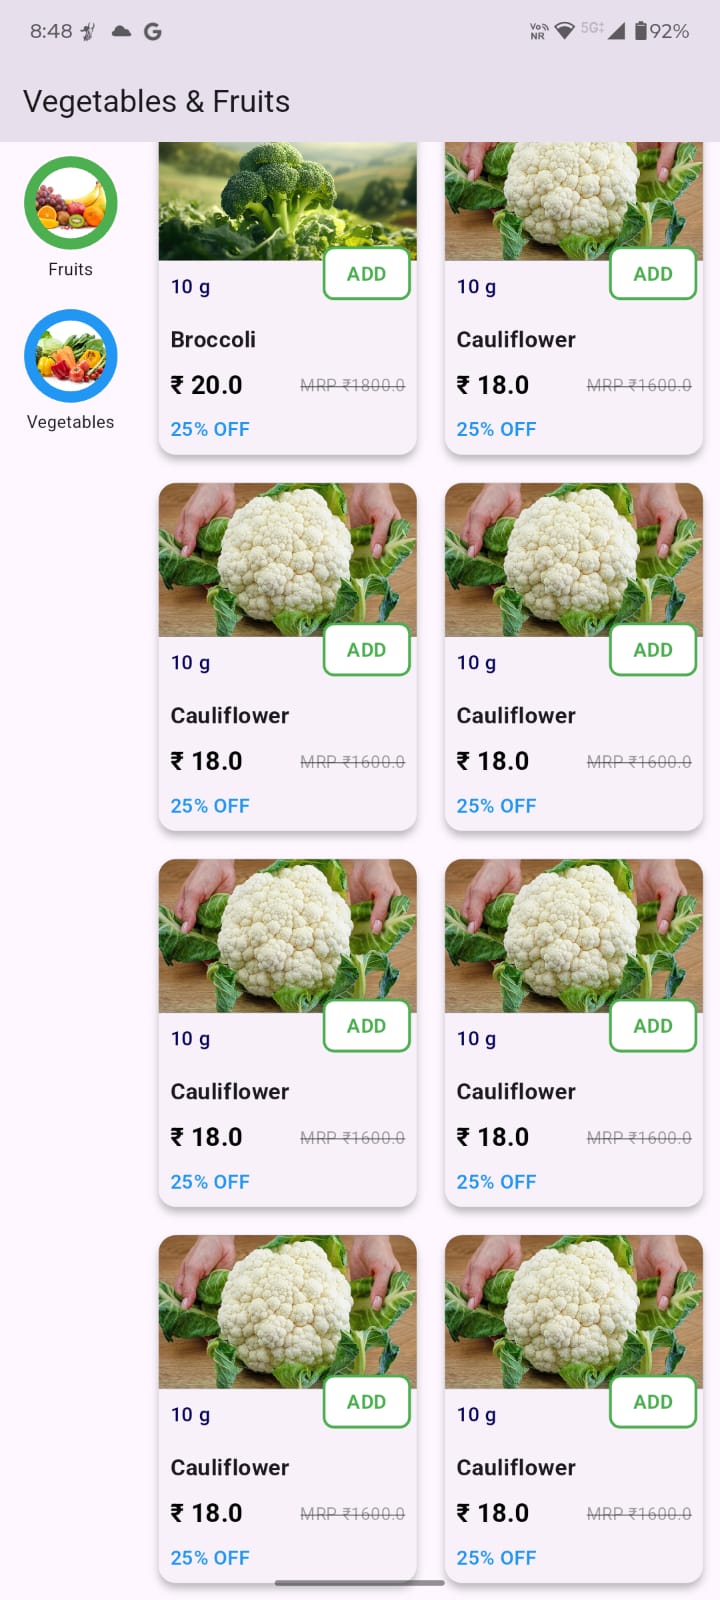 8:48
Vo))
NR
5G
92%
Vegetables & Fruits
Fruits
Vegetables
10 g
ADD
Broccoli
₹ 20.0
MRP ₹1800.0
25% OFF
10 g
ADD
Cauliflower
₹ 18.0
MRP ₹1600.0
25% OFF
10 g
ADD
Cauliflower
₹ 18.0
MRP ₹1600.0
25% OFF
10 g
ADD
Cauliflower
₹ 18.0
MRP ₹1600.0
25% OFF
10 g
ADD
Cauliflower
₹ 18.0
MRP ₹1600.0
25% OFF
10 g
ADD
Cauliflower
₹ 18.0
MRP ₹1600.0
25% OFF
10 g
ADD
Cauliflower
₹ 18.0
MRP ₹1600.0
25% OFF
10 g
ADD
Cauliflower
₹ 18.0
MRP ₹1600.0
25% OFF